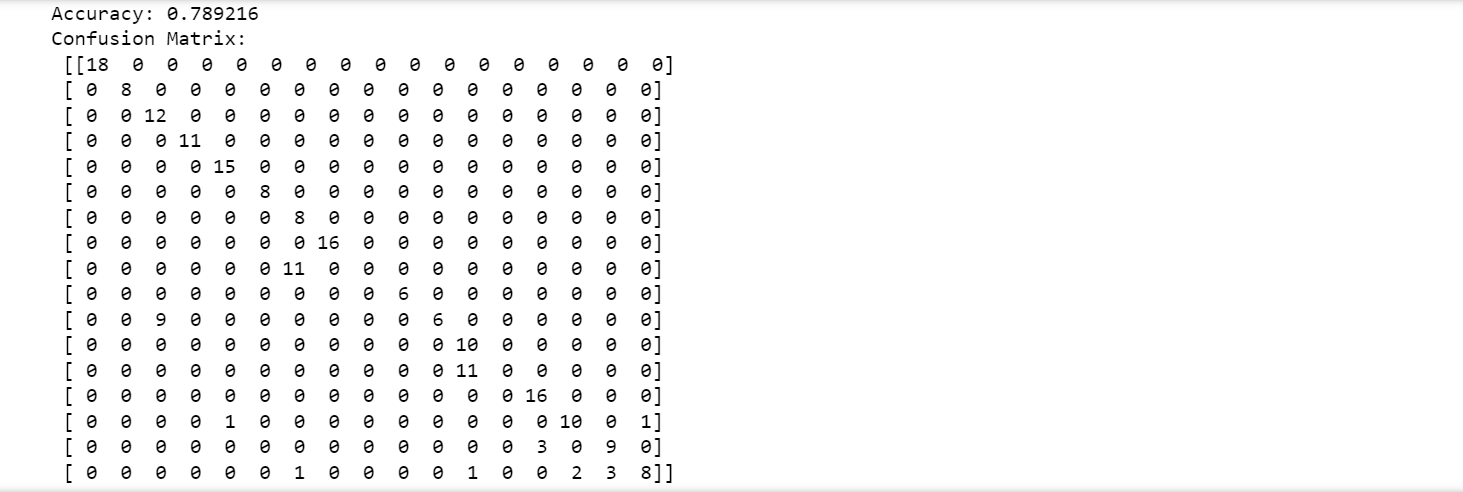 Accuracy: 0.789216
Confusion Matrix:
[[18 0 0 0 0 0 0 0 0 0 0 0 0 0 0 0 0]
[ 0 8 0 0 0 0 0 0 0 0 0 0 0 0 0 0 0]
[ 0 0 12 0 0 0 0 0 0 0 0 0 0 0 0 0 0]
[ 0 0 0 11 0 0 0 0 0 0 0 0 0 0 0 0 0]
[ 0 0 0 0 15 0 0 0 0 0 0 0 0 0 0 0 0]
[ 0 0 0 0 0 8 0 0 0 0 0 0 0 0 0 0 0]
[ 0 0 0 0 0 0 8 0 0 0 0 0 0 0 0 0 0]
[ 0 0 0 0 0 0 0 16 0 0 0 0 0 0 0 0 0]
[ 0 0 0 0 0 0 11 0 0 0 0 0 0 0 0 0 0]
[ 0 0 0 0 0 0 0 0 0 6 0 0 0 0 0 0 0]
[ 0 0 9 0 0 0 0 0 0 0 6 0 0 0 0 0 0]
[ 0 0 0 0 0 0 0 0 0 0 0 10 0 0 0 0 0]
[ 0 0 0 0 0 0 0 0 0 0 0 11 0 0 0 0 0]
[ 0 0 0 0 0 0 0 0 0 0 0 0 0 16 0 0 0]
[ 0 0 0 0 1 0 0 0 0 0 0 0 0 0 10 0 1]
[ 0 0 0 0 0 0 0 0 0 0 0 0 0 3 0 9 0]
[ 0 0 0 0 0 0 1 0 0 0 0 1 0 0 2 3 8]]